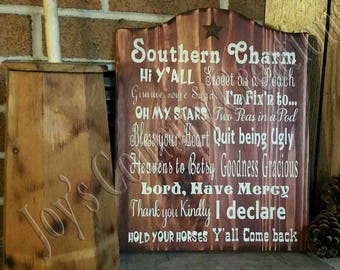 Southern Charm
Hi Y'ALL Sweet as a Peach
Gimme some Suga I'm Fix'n to...
OH MY STARS Two Peas in a Pod
Bless your Heart Quit being Ugly
Heavens to Betsy Goodness Gracious
Lord, Have Mercy
Thank you Kindly I declare
HOLD YOUR HORSES Y'all Come back